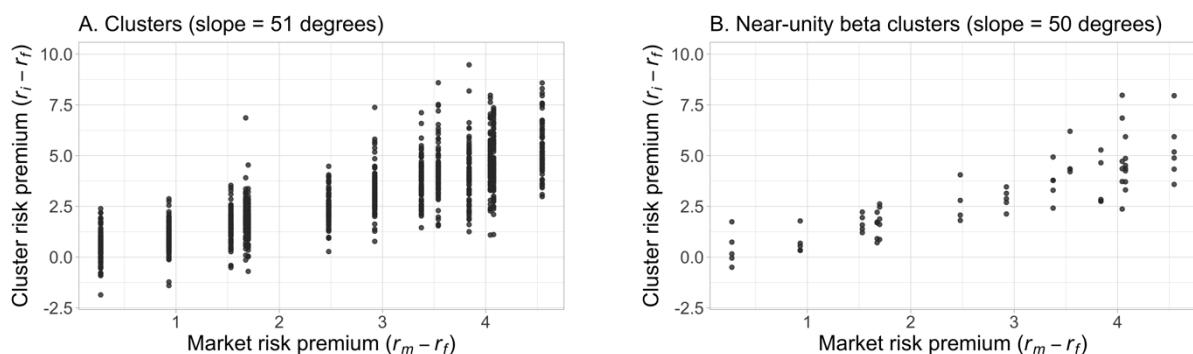 A. Clusters (slope = 51 degrees)
Cluster risk premium (r_i – r_f)
10.0
7.5
5.0
2.5
0.0
-2.5
1 2 3 4
Market risk premium (r_m – r_f)
B. Near-unity beta clusters (slope = 50 degrees)
Cluster risk premium (r_i – r_f)
10.0
7.5
5.0
2.5
0.0
-2.5
1 2 3 4
Market risk premium (r_m – r_f)